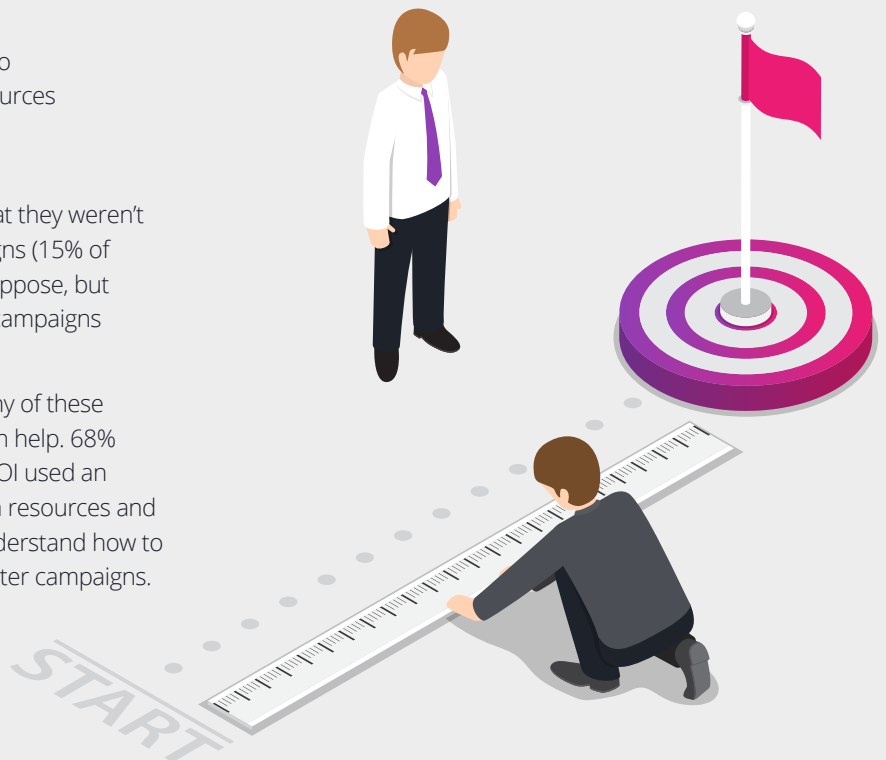 o
urces
at they weren’t
gns (15% of
ppose, but
campaigns
ny of these
n help. 68%
OI used an
n resources and
derstand how to
ter campaigns.
START